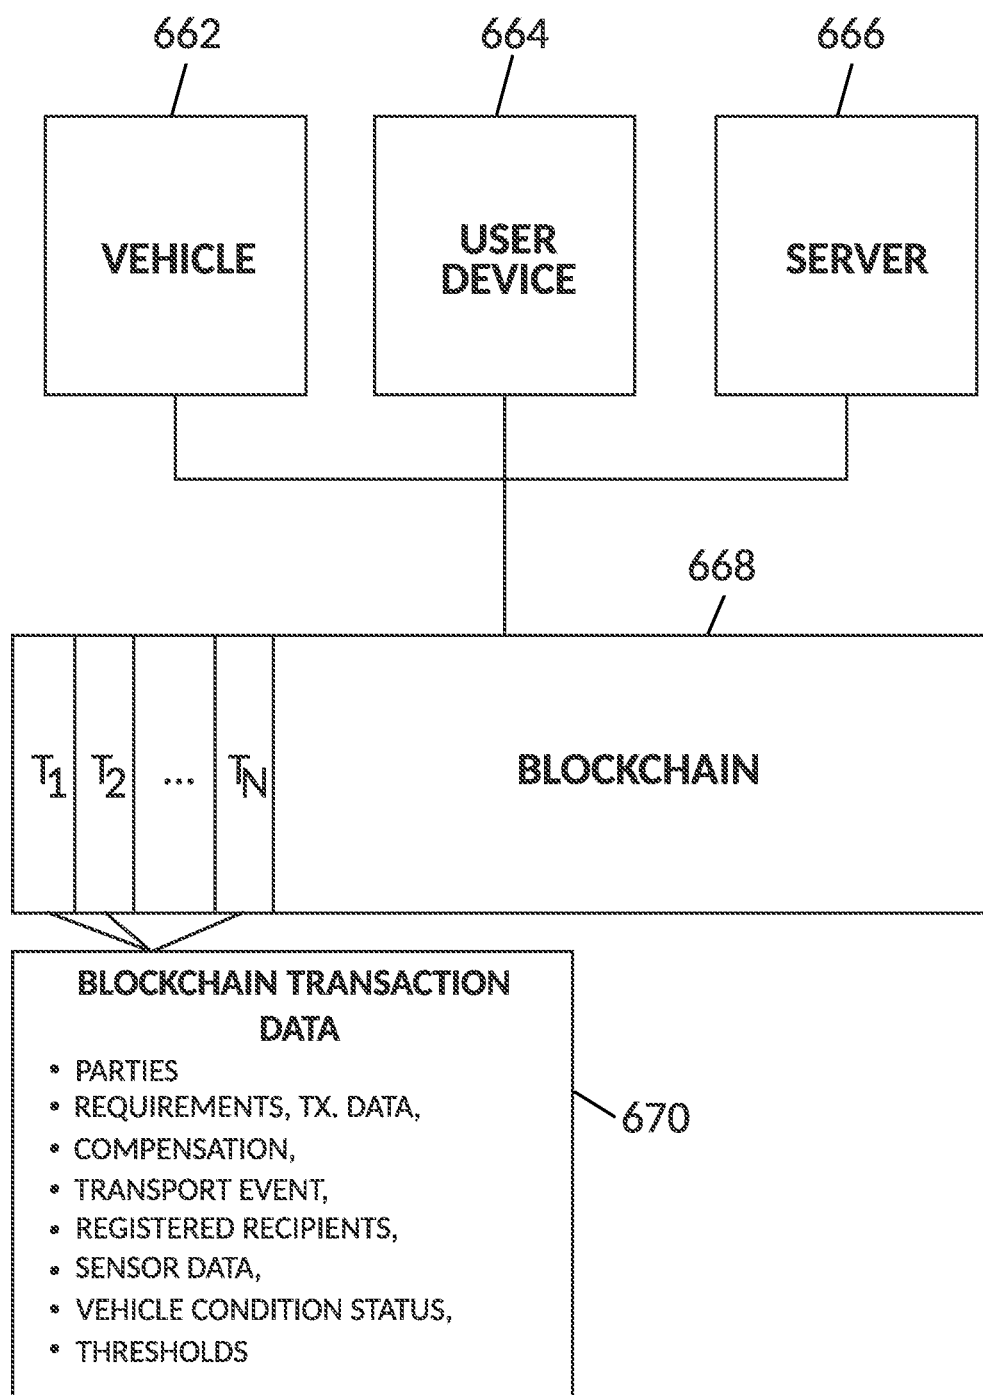 662
664
666
VEHICLE
USER
DEVICE
SERVER
668
T1
T2
...
TN
BLOCKCHAIN
BLOCKCHAIN TRANSACTION
DATA
• PARTIES
• REQUIREMENTS, TX. DATA,
• COMPENSATION,
• TRANSPORT EVENT,
• REGISTERED RECIPIENTS,
• SENSOR DATA,
• VEHICLE CONDITION STATUS,
• THRESHOLDS
670